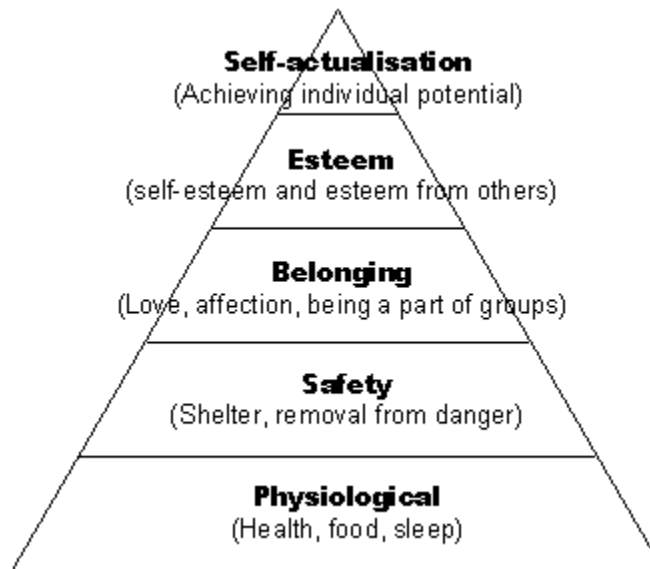 Self-actualisation
(Achieving individual potential)
Esteem
(self-esteem and esteem from others)
Belonging
(Love, affection, being a part of groups)
Safety
(Shelter, removal from danger)
Physiological
(Health, food, sleep)